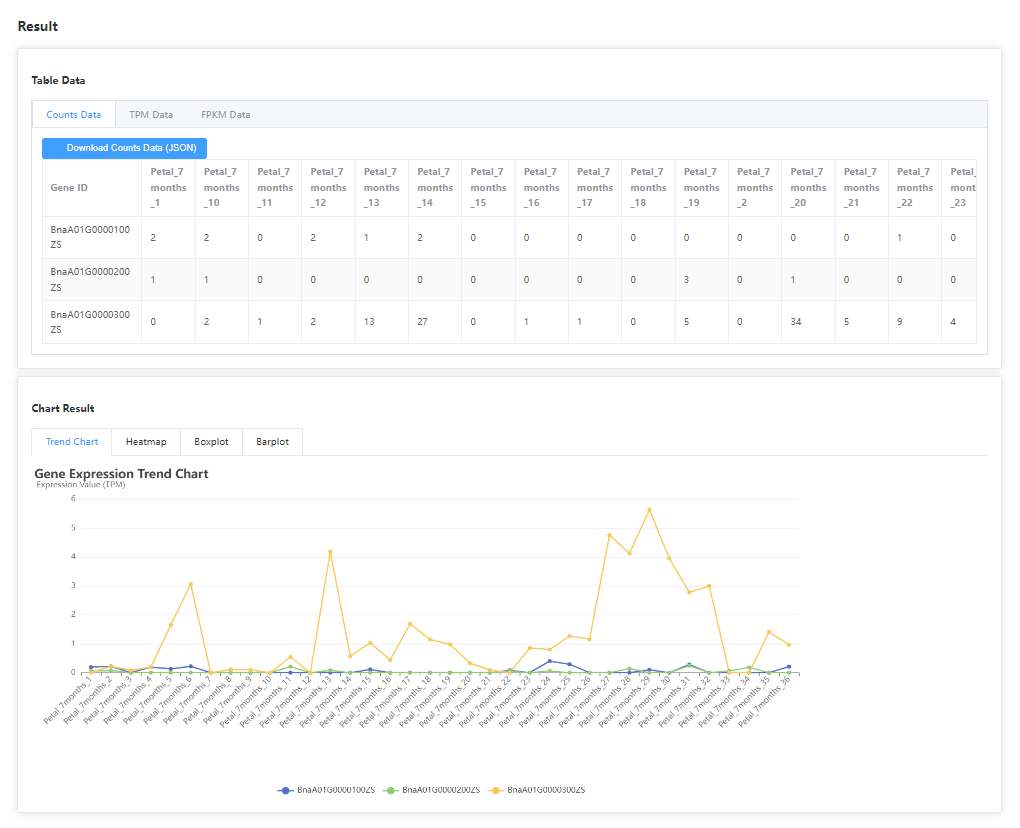 Result
Table Data
Counts Data TPM Data FPKM Data
Download Counts Data (JSON)
Gene ID Petal_7months_1 Petal_7months_10 Petal_7months_11 Petal_7months_12 Petal_7months_13 Petal_7months_14 Petal_7months_15 Petal_7months_16 Petal_7months_17 Petal_7months_18 Petal_7months_19 Petal_7months_2 Petal_7months_20 Petal_7months_21 Petal_7months_22 Petal_mont_23
BnaA01G0000100ZS 2 2 0 2 1 2 0 0 0 0 0 0 0 0 1 0
BnaA01G0000200ZS 1 1 0 0 0 0 0 0 0 0 3 0 1 0 0 0
BnaA01G0000300ZS 0 2 1 2 13 27 0 1 1 0 5 0 34 5 9 4
Chart Result
Trend Chart Heatmap Boxplot Barplot
Gene Expression Trend Chart
Expression Value (TPM)
6
5
4
3
2
1
0
Petal_7months_1 Petal_7months_2 Petal_7months_3 Petal_7months_4 Petal_7months_5 Petal_7months_6 Petal_7months_7 Petal_7months_8 Petal_7months_9 Petal_7months_10 Petal_7months_11 Petal_7months_12 Petal_7months_13 Petal_7months_14 Petal_7months_15 Petal_7months_16 Petal_7months_17 Petal_7months_18 Petal_7months_19 Petal_7months_20 Petal_7months_21 Petal_7months_22 Petal_7months_23 Petal_7months_24 Petal_7months_25 Petal_7months_26 Petal_7months_27 Petal_7months_28 Petal_7months_29 Petal_7months_30 Petal_7months_31 Petal_7months_32 Petal_7months_33 Petal_7months_34 Petal_7months_35 Petal_7months_36
BnaA01G0000100ZS BnaA01G0000200ZS BnaA01G0000300ZS